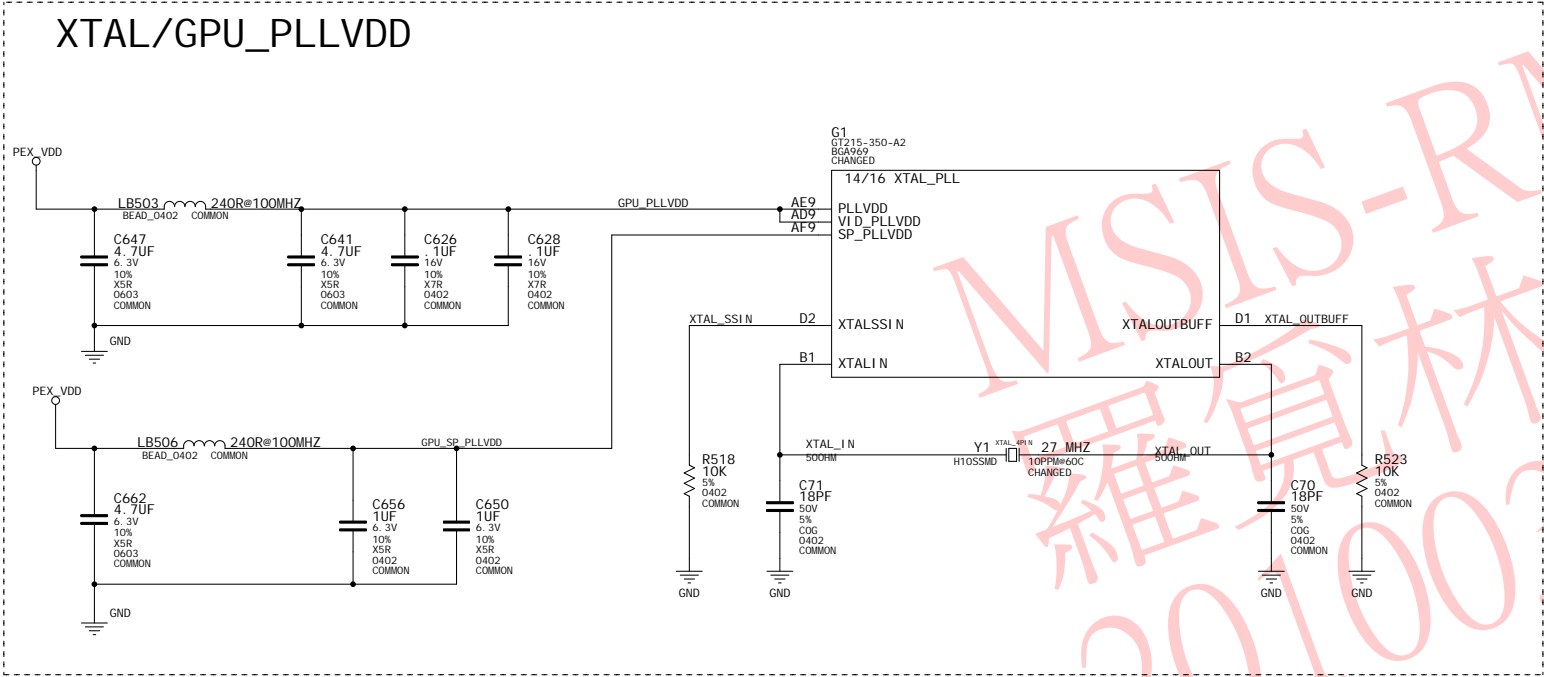 XTAL/GPU_PLLVDD
G1
GT215-350-A2
BGA969
CHANGED
14/16 XTAL_PLL
PEX_VDD
LB503 240R@100MHZ
BEAD_0402 COMMON
GPU_PLLVDD
AE9 PLLVDD
AD9 VID_PLLVDD
AF9 SP_PLLVDD
C647
4.7UF
6.3V
10%
X5R
0603
COMMON
C641
4.7UF
6.3V
10%
X5R
0603
COMMON
C626
.1UF
16V
10%
X7R
0402
COMMON
C628
.1UF
16V
10%
X7R
0402
COMMON
GND
XTAL_SSIN D2 XTALSSIN
XTALOUTBUFF D1 XTAL_OUTBUFF
B1 XTALIN
XTALOUT B2
PEX_VDD
LB506 240R@100MHZ
BEAD_0402 COMMON
GPU_SP_PLLVDD
C662
4.7UF
6.3V
10%
X5R
0603
COMMON
C656
1UF
6.3V
10%
X5R
0402
COMMON
C650
1UF
6.3V
10%
X5R
0402
COMMON
GND
R518
10K
5%
0402
COMMON
GND
XTAL_IN
50OHM
C71
18PF
50V
5%
COG
0402
COMMON
GND
Y1 XTAL_4PIN 27 MHZ
H10SSMD 10PPM@60C
CHANGED
XTAL_OUT
50OHM
C70
18PF
50V
5%
COG
0402
COMMON
GND
R523
10K
5%
0402
COMMON
GND
MSIS-RM
羅寬林
201002